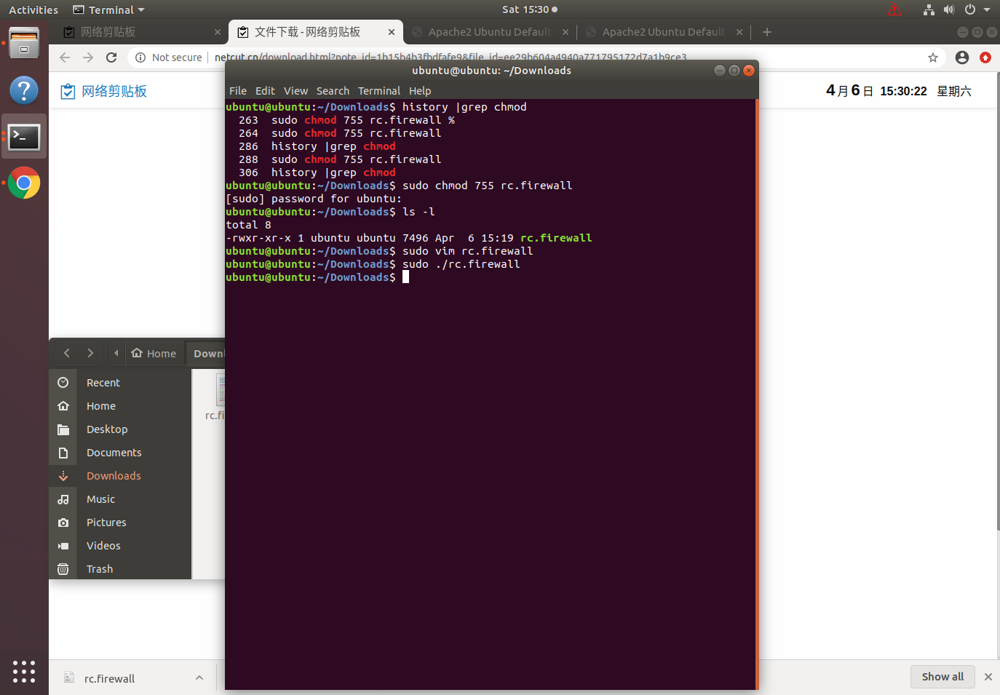 Activities Terminal Sat 15:30
网络剪贴板 文件下载 - 网络剪贴板 Apache2 Ubuntu Default Apache2 Ubuntu Default
Not secure netcut.cn/download.html?note_id=1b15b4b3fbdfafe9&file_id=ee29b604a4940a771795172d7a1b9ce3
网络剪贴板 4月6日 15:30:22 星期六
ubuntu@ubuntu: ~/Downloads
File Edit View Search Terminal Help
ubuntu@ubuntu:~/Downloads$ history |grep chmod
263 sudo chmod 755 rc.firewall %
264 sudo chmod 755 rc.firewall
286 history |grep chmod
288 sudo chmod 755 rc.firewall
306 history |grep chmod
ubuntu@ubuntu:~/Downloads$ sudo chmod 755 rc.firewall
[sudo] password for ubuntu:
ubuntu@ubuntu:~/Downloads$ ls -l
total 8
-rwxr-xr-x 1 ubuntu ubuntu 7496 Apr  6 15:19 rc.firewall
ubuntu@ubuntu:~/Downloads$ sudo vim rc.firewall
ubuntu@ubuntu:~/Downloads$ sudo ./rc.firewall
ubuntu@ubuntu:~/Downloads$
Home Down
Recent
Home
Desktop
Documents
Downloads
Music
Pictures
Videos
Trash
rc.fi
rc.firewall
Show all